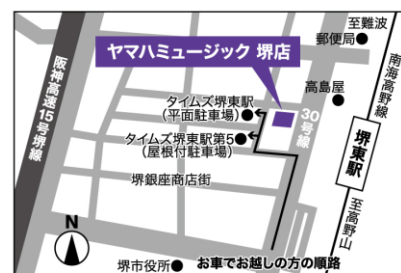 至難波
郵便局
ヤマハミュージック 堺店
阪神高速15号堺線
南海高野線
高島屋
タイムズ堺東駅
(平面駐車場)
30号線
タイムズ堺東駅第5
(屋根付駐車場)
堺東駅
堺銀座商店街
至高野山
N
堺市役所
お車でお越しの方の順路